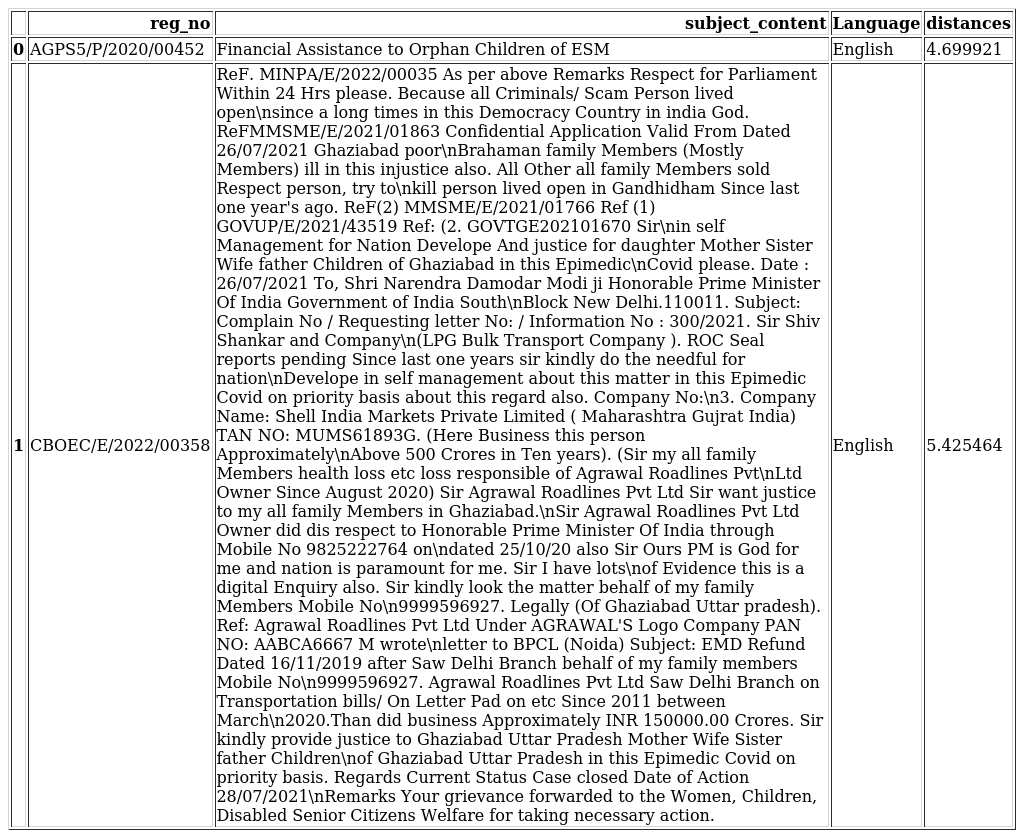 reg_no subject_content Language distances
0 AGPS5/P/2020/00452 Financial Assistance to Orphan Children of ESM English 4.699921
ReF. MINPA/E/2022/00035 As per above Remarks Respect for Parliament
Within 24 Hrs please. Because all Criminals/ Scam Person lived
open\nsince a long times in this Democracy Country in india God.
ReFMMSME/E/2021/01863 Confidential Application Valid From Dated
26/07/2021 Ghaziabad poor\nBrahaman family Members (Mostly
Members) ill in this injustice also. All Other all family Members sold
Respect person, try to\nkill person lived open in Gandhidham Since last
one year's ago. ReF(2) MMSME/E/2021/01766 Ref (1)
GOVUP/E/2021/43519 Ref: (2. GOVTGE202101670 Sir\nin self
Management for Nation Develope And justice for daughter Mother Sister
Wife father Children of Ghaziabad in this Epimedic\nCovid please. Date :
26/07/2021 To, Shri Narendra Damodar Modi ji Honorable Prime Minister
Of India Government of India South\nBlock New Delhi.110011. Subject:
Complain No / Requesting letter No: / Information No : 300/2021. Sir Shiv
Shankar and Company\n(LPG Bulk Transport Company ). ROC Seal
reports pending Since last one years sir kindly do the needful for
nation\nDevelope in self management about this matter in this Epimedic
Covid on priority basis about this regard also. Company No:\n3. Company
Name: Shell India Markets Private Limited ( Maharashtra Gujrat India)
TAN NO: MUMS61893G. (Here Business this person
Approximately\nAbove 500 Crores in Ten years). (Sir my all family
Members health loss etc loss responsible of Agrawal Roadlines Pvt\nLtd
1 CBOEC/E/2022/00358 Owner Since August 2020) Sir Agrawal Roadlines Pvt Ltd Sir want justice English 5.425464
to my all family Members in Ghaziabad.\nSir Agrawal Roadlines Pvt Ltd
Owner did dis respect to Honorable Prime Minister Of India through
Mobile No 9825222764 on\ndated 25/10/20 also Sir Ours PM is God for
me and nation is paramount for me. Sir I have lots\nof Evidence this is a
digital Enquiry also. Sir kindly look the matter behalf of my family
Members Mobile No\n9999596927. Legally (Of Ghaziabad Uttar pradesh).
Ref: Agrawal Roadlines Pvt Ltd Under AGRAWAL'S Logo Company PAN
NO: AABCA6667 M wrote\nletter to BPCL (Noida) Subject: EMD Refund
Dated 16/11/2019 after Saw Delhi Branch behalf of my family members
Mobile No\n9999596927. Agrawal Roadlines Pvt Ltd Saw Delhi Branch on
Transportation bills/ On Letter Pad on etc Since 2011 between
March\n2020.Than did business Approximately INR 150000.00 Crores. Sir
kindly provide justice to Ghaziabad Uttar Pradesh Mother Wife Sister
father Children\nof Ghaziabad Uttar Pradesh in this Epimedic Covid on
priority basis. Regards Current Status Case closed Date of Action
28/07/2021\nRemarks Your grievance forwarded to the Women, Children,
Disabled Senior Citizens Welfare for taking necessary action.